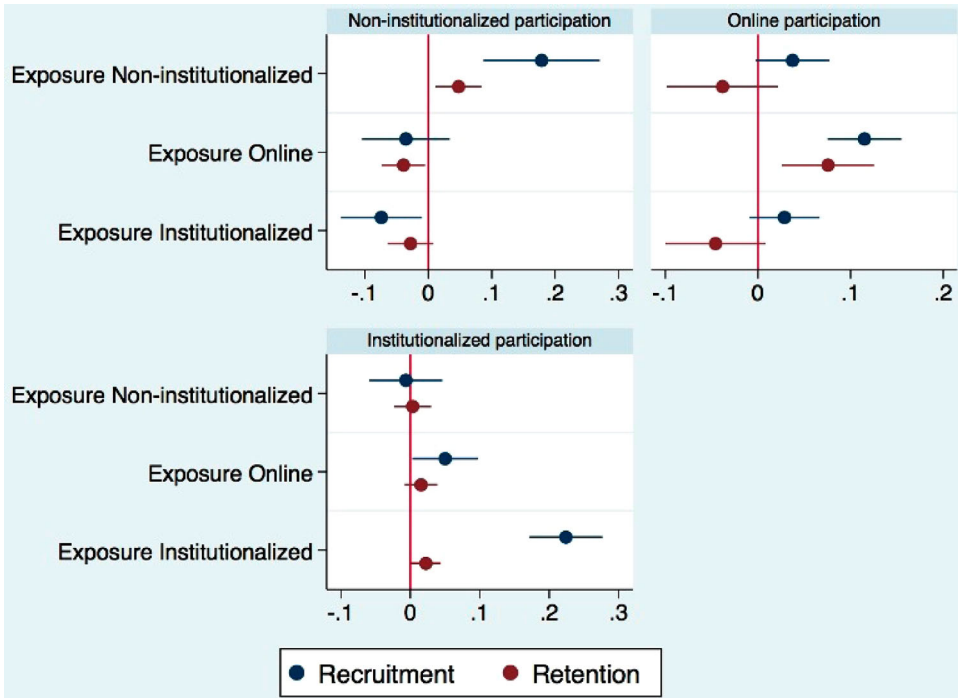 Non-institutionalized participation
Online participation
Exposure Non-institutionalized
Exposure Online
Exposure Institutionalized
-.1 0 .1 .2 .3
-.1 0 .1 .2
Institutionalized participation
Exposure Non-institutionalized
Exposure Online
Exposure Institutionalized
-.1 0 .1 .2 .3
Recruitment Retention